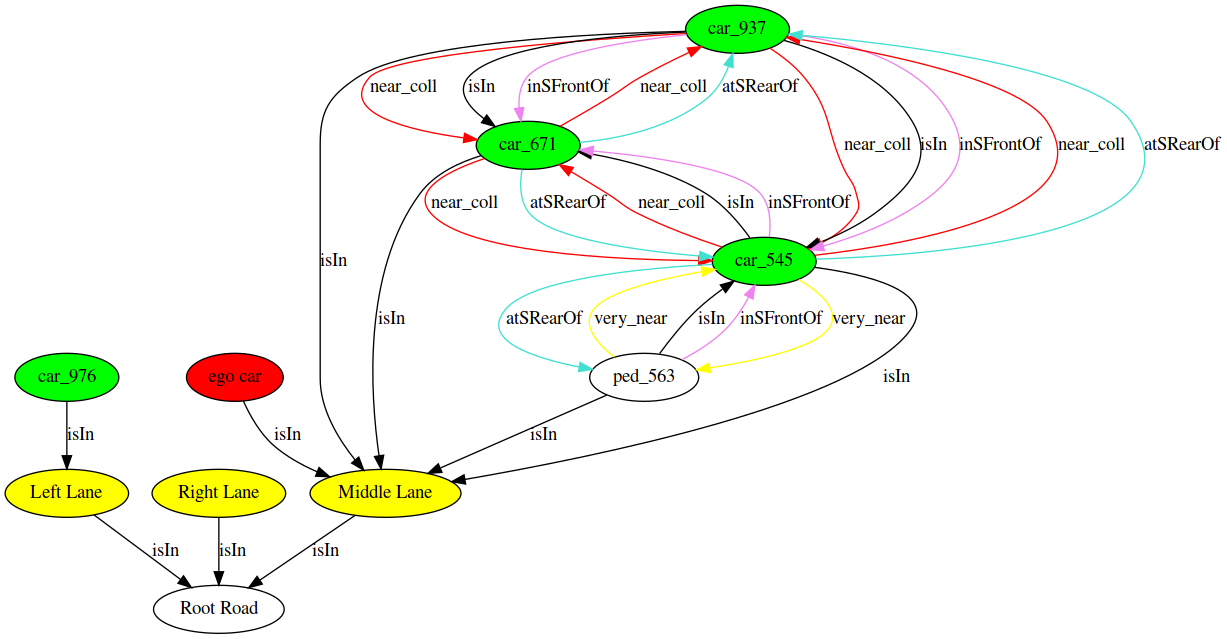 car_937
near_coll
isIn
inSFrontOf
near_coll
atSRearOf
car_671
near_coll
isIn
inSFrontOf
near_coll
atSRearOf
near_coll
atSRearOf
near_coll
isIn
inSFrontOf
isIn
car_545
isIn
atSRearOf
very_near
isIn
inSFrontOf
very_near
car_976
ego car
ped_563
isIn
isIn
isIn
isIn
Left Lane
Right Lane
Middle Lane
isIn
isIn
isIn
Root Road